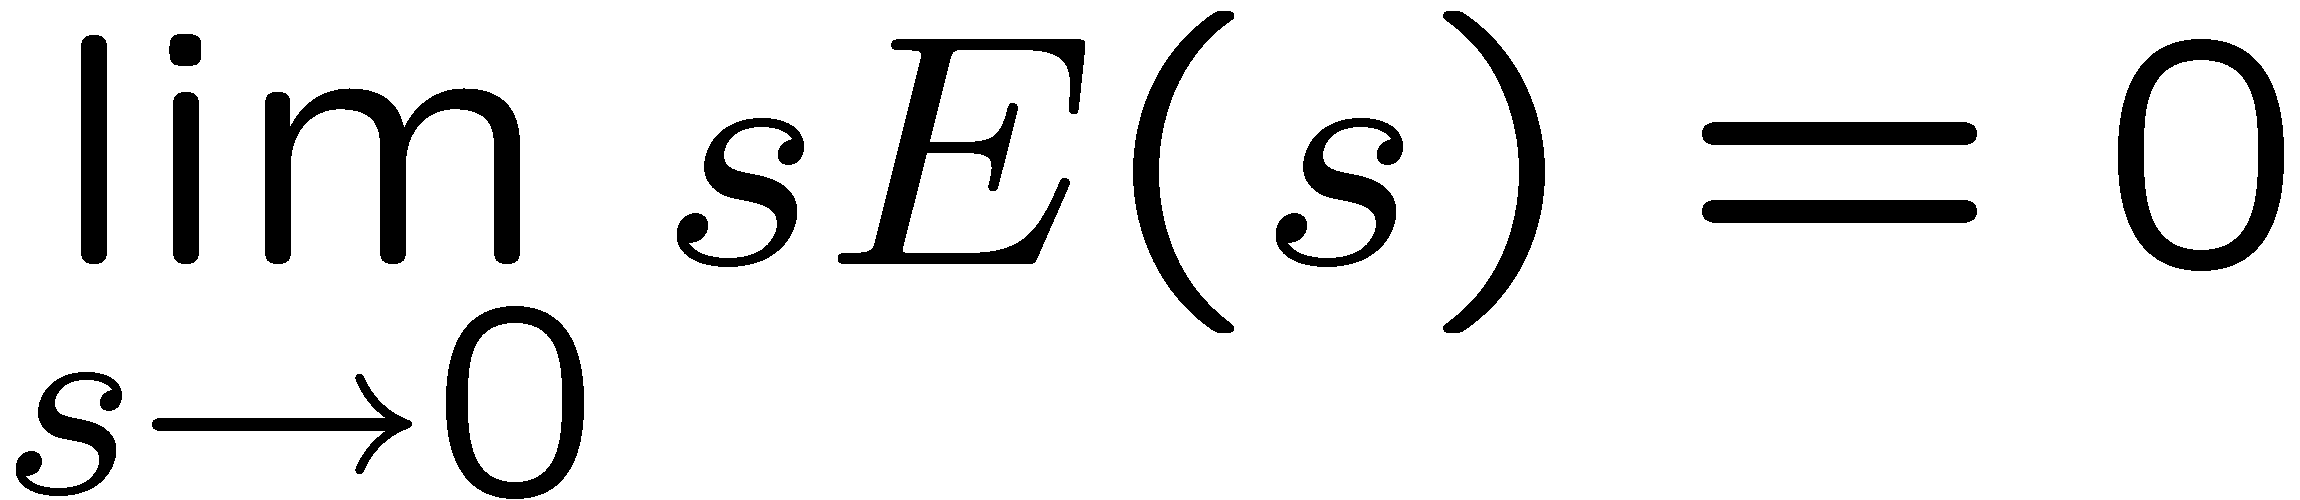 lim sE(s) = 0
s→0